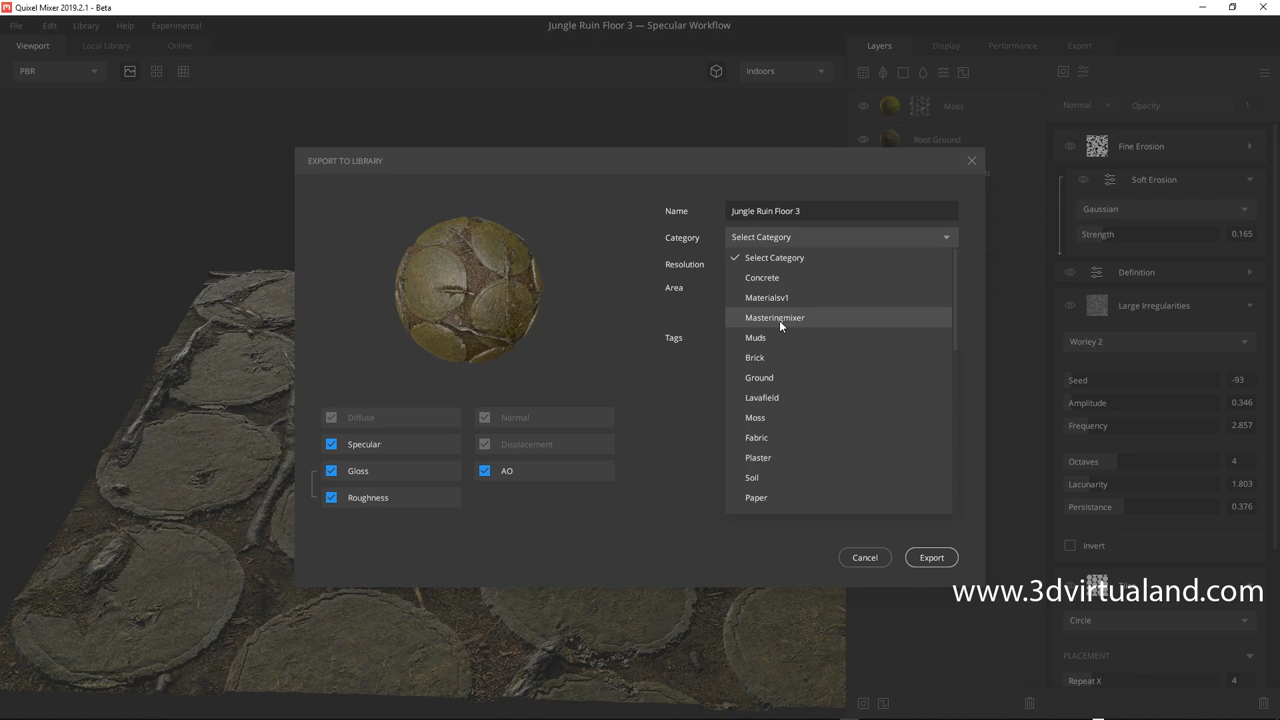 Quixel Mixer 2019.2.1 - Beta
File Edit Library Help Experimental
Jungle Ruin Floor 3 — Specular Workflow
Viewport Local Library Online
Layers Display Performance Export
PBR
Indoors
Moss
Normal Opacity 1
Root Ground
Fine Erosion
EXPORT TO LIBRARY
Soft Erosion
Gaussian
Strength 0.165
Definition
Large Irregularities
Worley 2
Seed -93
Amplitude 0.346
Frequency 2.857
Octaves 4
Lacunarity 1.803
Persistance 0.376
Invert
Circle
PLACEMENT
Repeat X 4
Name Jungle Ruin Floor 3
Category Select Category
Resolution
Area
Tags
Select Category
Concrete
Materialsv1
Masteringmixer
Muds
Brick
Ground
Lavafield
Moss
Fabric
Plaster
Soil
Paper
Diffuse Normal
Specular Displacement
Gloss AO
Roughness
Cancel Export
www.3dvirtualand.com